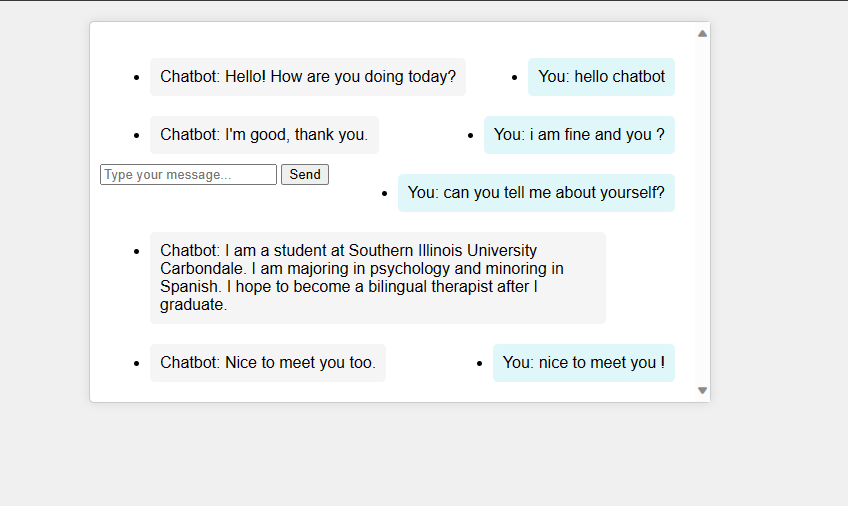 Chatbot: Hello! How are you doing today?
You: hello chatbot
Chatbot: I'm good, thank you.
You: i am fine and you ?
Type your message...
Send
You: can you tell me about yourself?
Chatbot: I am a student at Southern Illinois University
Carbondale. I am majoring in psychology and minoring in
Spanish. I hope to become a bilingual therapist after I
graduate.
Chatbot: Nice to meet you too.
You: nice to meet you !